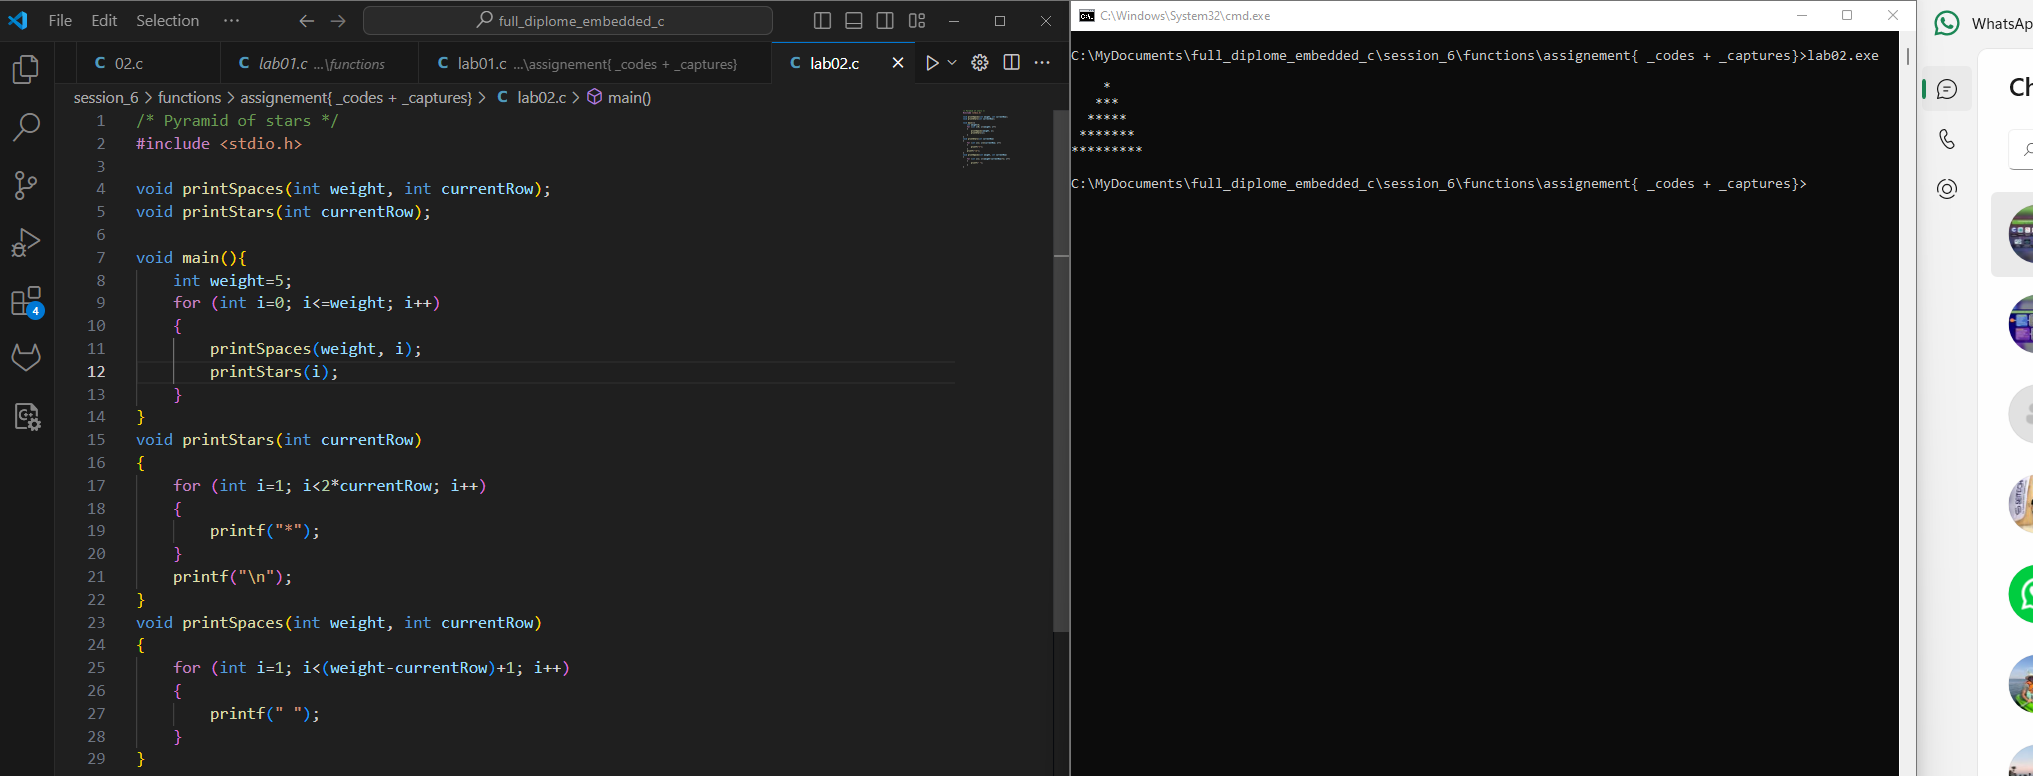 File Edit Selection ···
full_diplome_embedded_c
02.c
lab01.c ...\functions
lab01.c ...\assignement{ _codes + _captures}
lab02.c
session_6 > functions > assignement{ _codes + _captures} > C lab02.c > main()
1 /* Pyramid of stars */
2 #include <stdio.h>
3
4 void printSpaces(int weight, int currentRow);
5 void printStars(int currentRow);
6
7 void main(){
8     int weight=5;
9     for (int i=0; i<=weight; i++)
10     {
11         printSpaces(weight, i);
12         printStars(i);
13     }
14 }
15 void printStars(int currentRow)
16 {
17     for (int i=1; i<2*currentRow; i++)
18     {
19         printf("*");
20     }
21     printf("\n");
22 }
23 void printSpaces(int weight, int currentRow)
24 {
25     for (int i=1; i<(weight-currentRow)+1; i++)
26     {
27         printf(" ");
28     }
29 }
4
C:\Windows\System32\cmd.exe
C:\MyDocuments\full_diplome_embedded_c\session_6\functions\assignement{ _codes + _captures}>lab02.exe
    *
   ***
  *****
 *******
*********
C:\MyDocuments\full_diplome_embedded_c\session_6\functions\assignement{ _codes + _captures}>
WhatsAp
Ch